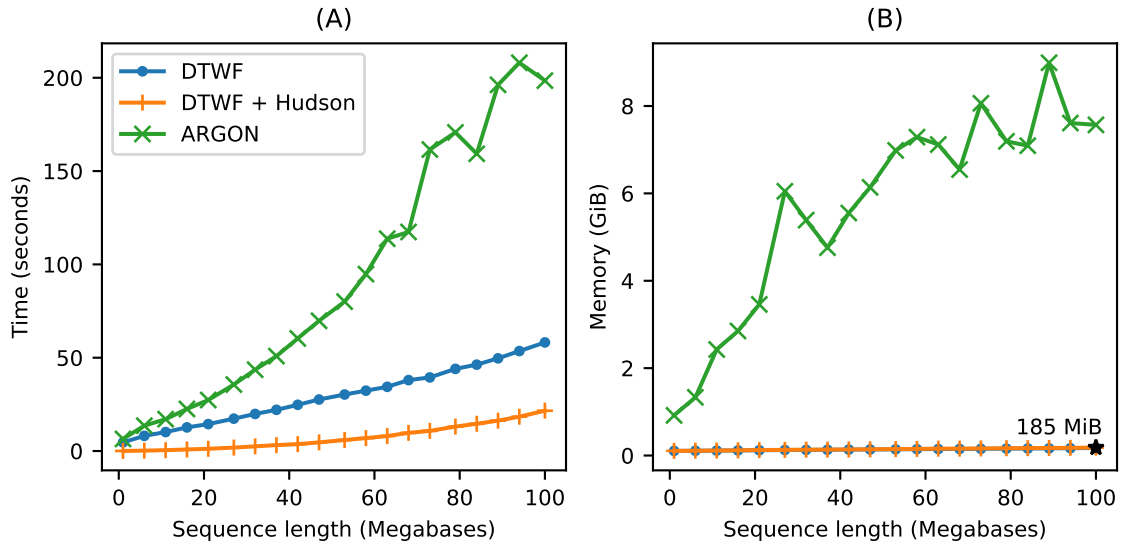 (A)
200
150
100
50
0
Time (seconds)
DTWF
DTWF + Hudson
ARGON
0
20
40
60
80
100
Sequence length (Megabases)
(B)
8
6
4
2
0
Memory (GiB)
185 MiB
0
20
40
60
80
100
Sequence length (Megabases)